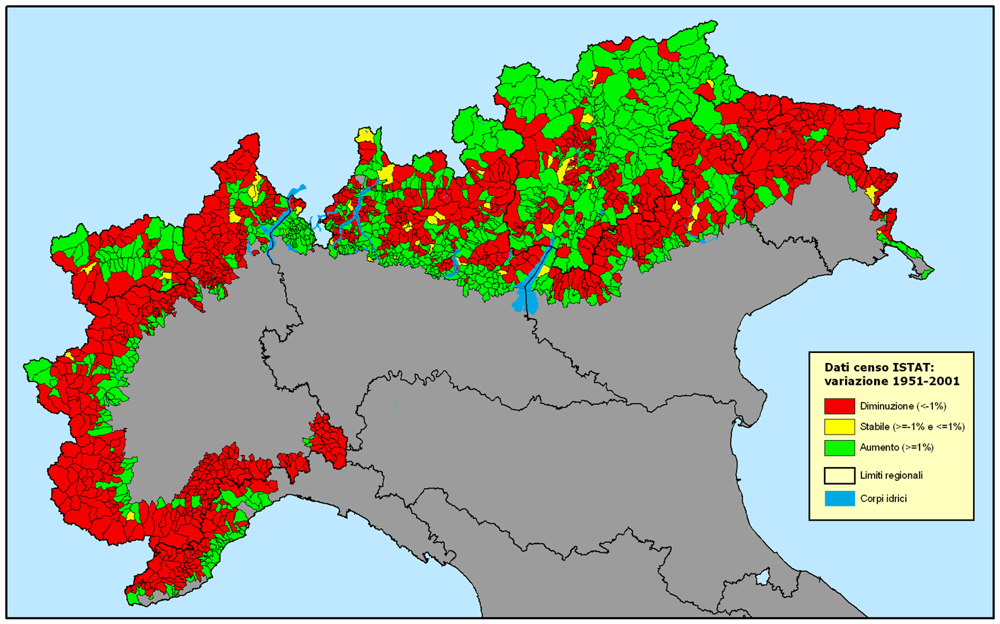 Dati censo ISTAT:
variazione 1951-2001
Diminuzione (<-1%)
Stabile (>=-1% e <=1%)
Aumento (>=1%)
Limiti regionali
Corpi idrici